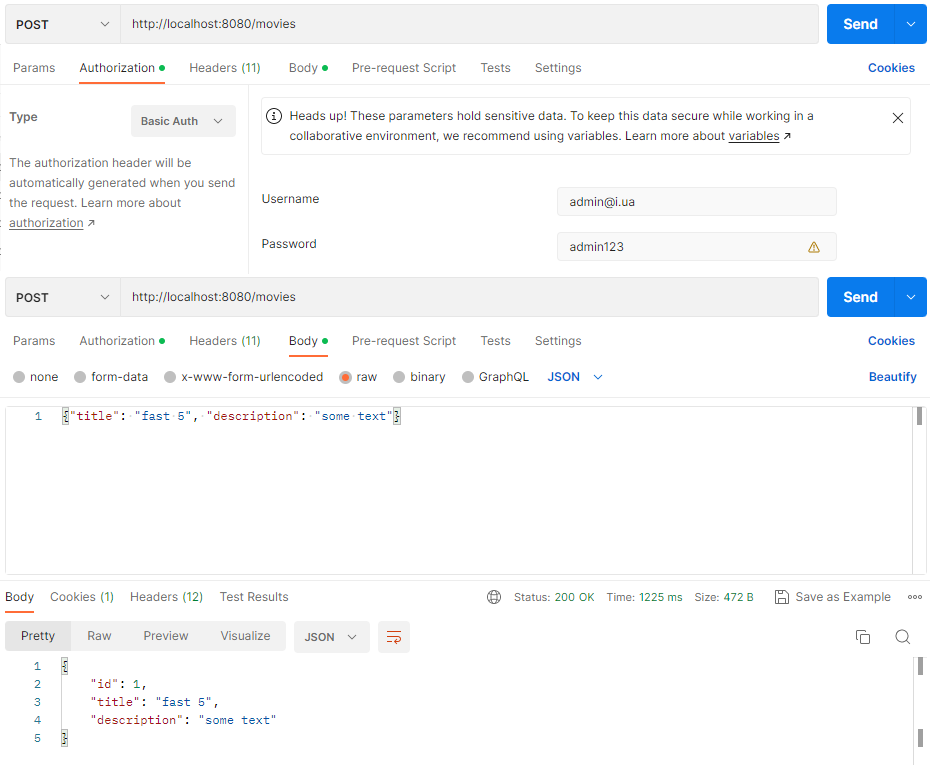 POST http://localhost:8080/movies Send
Params Authorization Headers (11) Body Pre-request Script Tests Settings Cookies
Type Basic Auth
The authorization header will be
automatically generated when you send
the request. Learn more about
authorization ↗
Heads up! These parameters hold sensitive data. To keep this data secure while working in a
collaborative environment, we recommend using variables. Learn more about variables ↗
Username admin@i.ua
Password admin123
POST http://localhost:8080/movies Send
Params Authorization Headers (11) Body Pre-request Script Tests Settings Cookies
none form-data x-www-form-urlencoded raw binary GraphQL JSON Beautify
1 {"title": "fast 5", "description": "some text"}
Body Cookies (1) Headers (12) Test Results Status: 200 OK Time: 1225 ms Size: 472 B Save as Example
Pretty Raw Preview Visualize JSON
1 {
2 "id": 1,
3 "title": "fast 5",
4 "description": "some text"
5 }